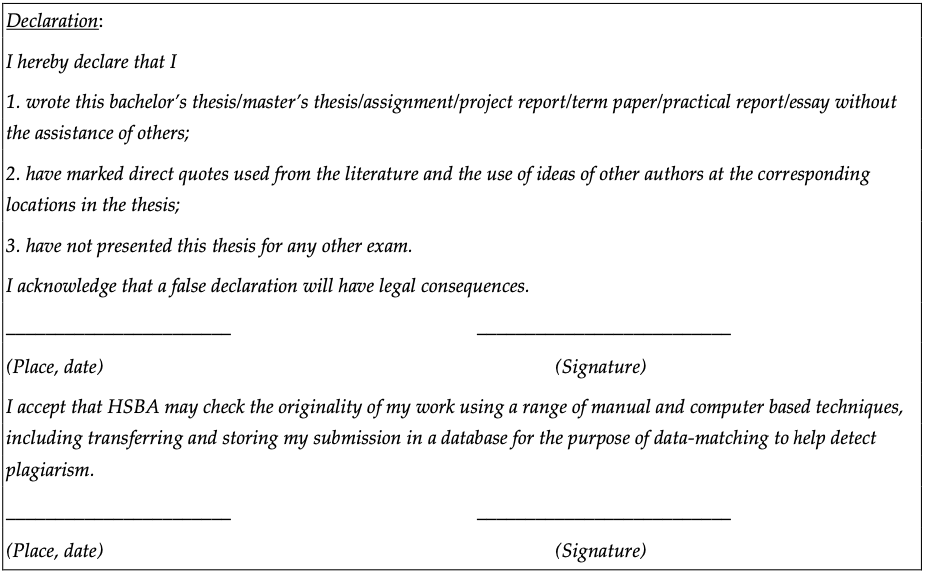 Declaration:
I hereby declare that I
1. wrote this bachelor's thesis/master's thesis/assignment/project report/term paper/practical report/essay without
the assistance of others;
2. have marked direct quotes used from the literature and the use of ideas of other authors at the corresponding
locations in the thesis;
3. have not presented this thesis for any other exam.
I acknowledge that a false declaration will have legal consequences.
(Place, date) (Signature)
I accept that HSBA may check the originality of my work using a range of manual and computer based techniques,
including transferring and storing my submission in a database for the purpose of data-matching to help detect
plagiarism.
(Place, date) (Signature)